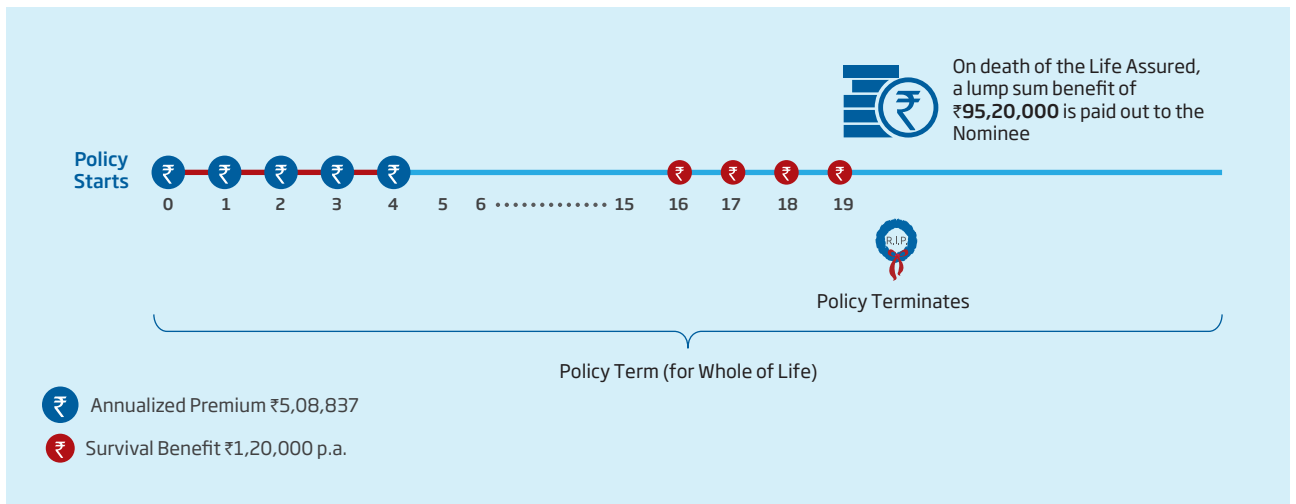 On death of the Life Assured,
a lump sum benefit of
₹95,20,000 is paid out to the
Nominee
Policy
Starts
₹ ₹ ₹ ₹ ₹ ₹ ₹ ₹ ₹
0 1 2 3 4 5 6 ............. 15 16 17 18 19
R.I.P.
Policy Terminates
Policy Term (for Whole of Life)
₹ Annualized Premium ₹5,08,837
₹ Survival Benefit ₹1,20,000 p.a.